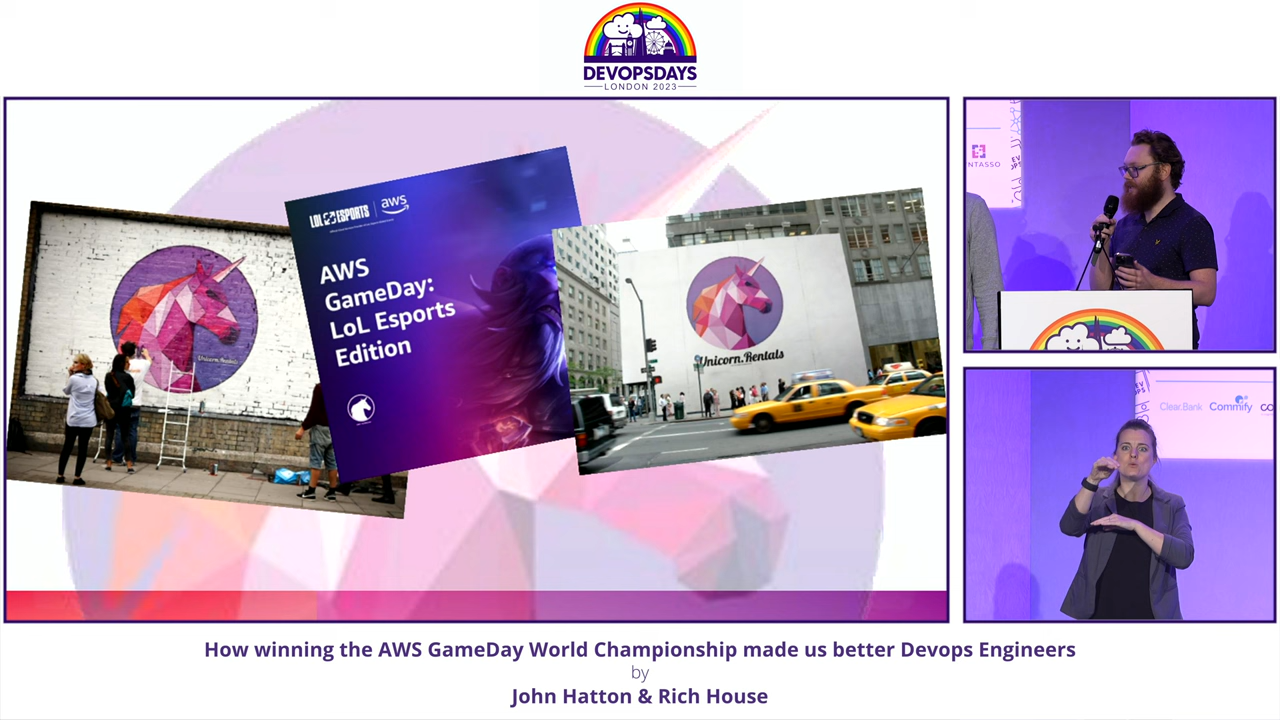 DEVOPSDAYS
LONDON 2023
LOL ESPORTS
aws
AWS
GameDay:
LoL Esports
Edition
Unicorn.Rentals
Unicorn.Rentals
NTASSO
Clear.Bank
Commify
CO
How winning the AWS GameDay World Championship made us better Devops Engineers
by
John Hatton & Rich House